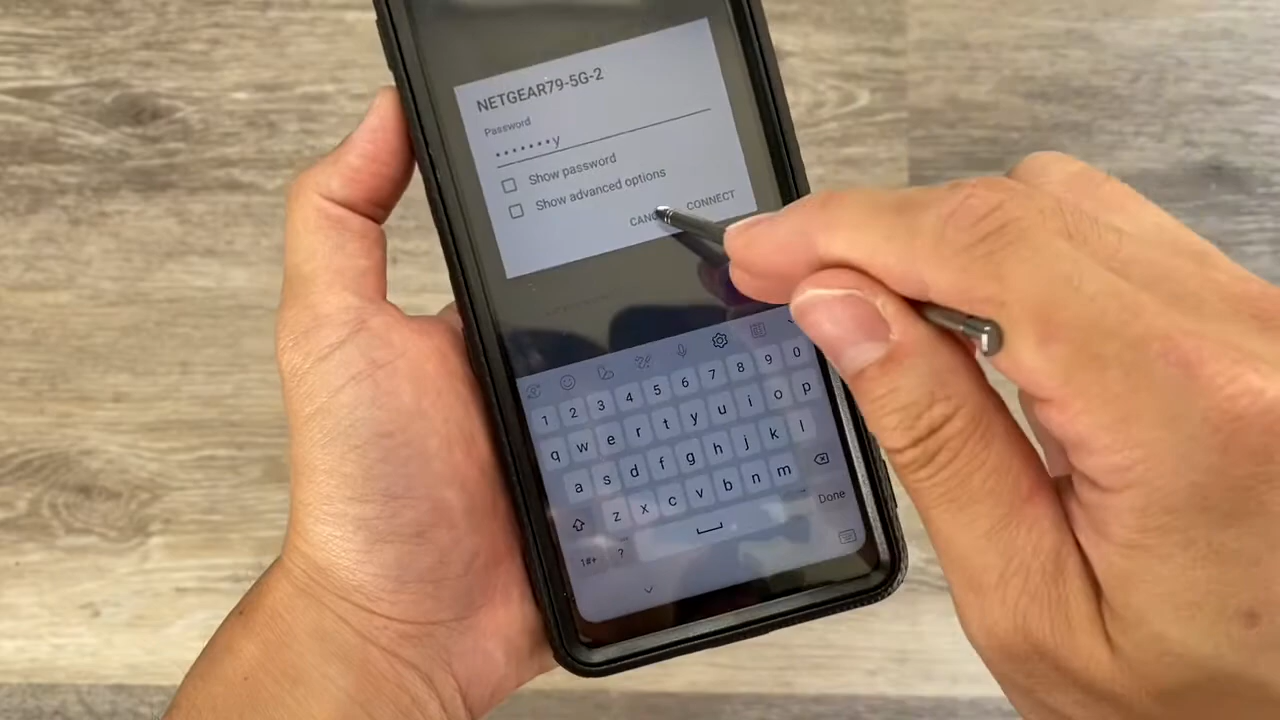 NETGEAR79-5G-2
Password
•••••••y
Show password
Show advanced options
CANC
CONNECT
1 2 3 4 5 6 7 8 9 0
q w e r t y u i o p
a s d f g h j k l
z x c v b n m
Done
!#+ ?